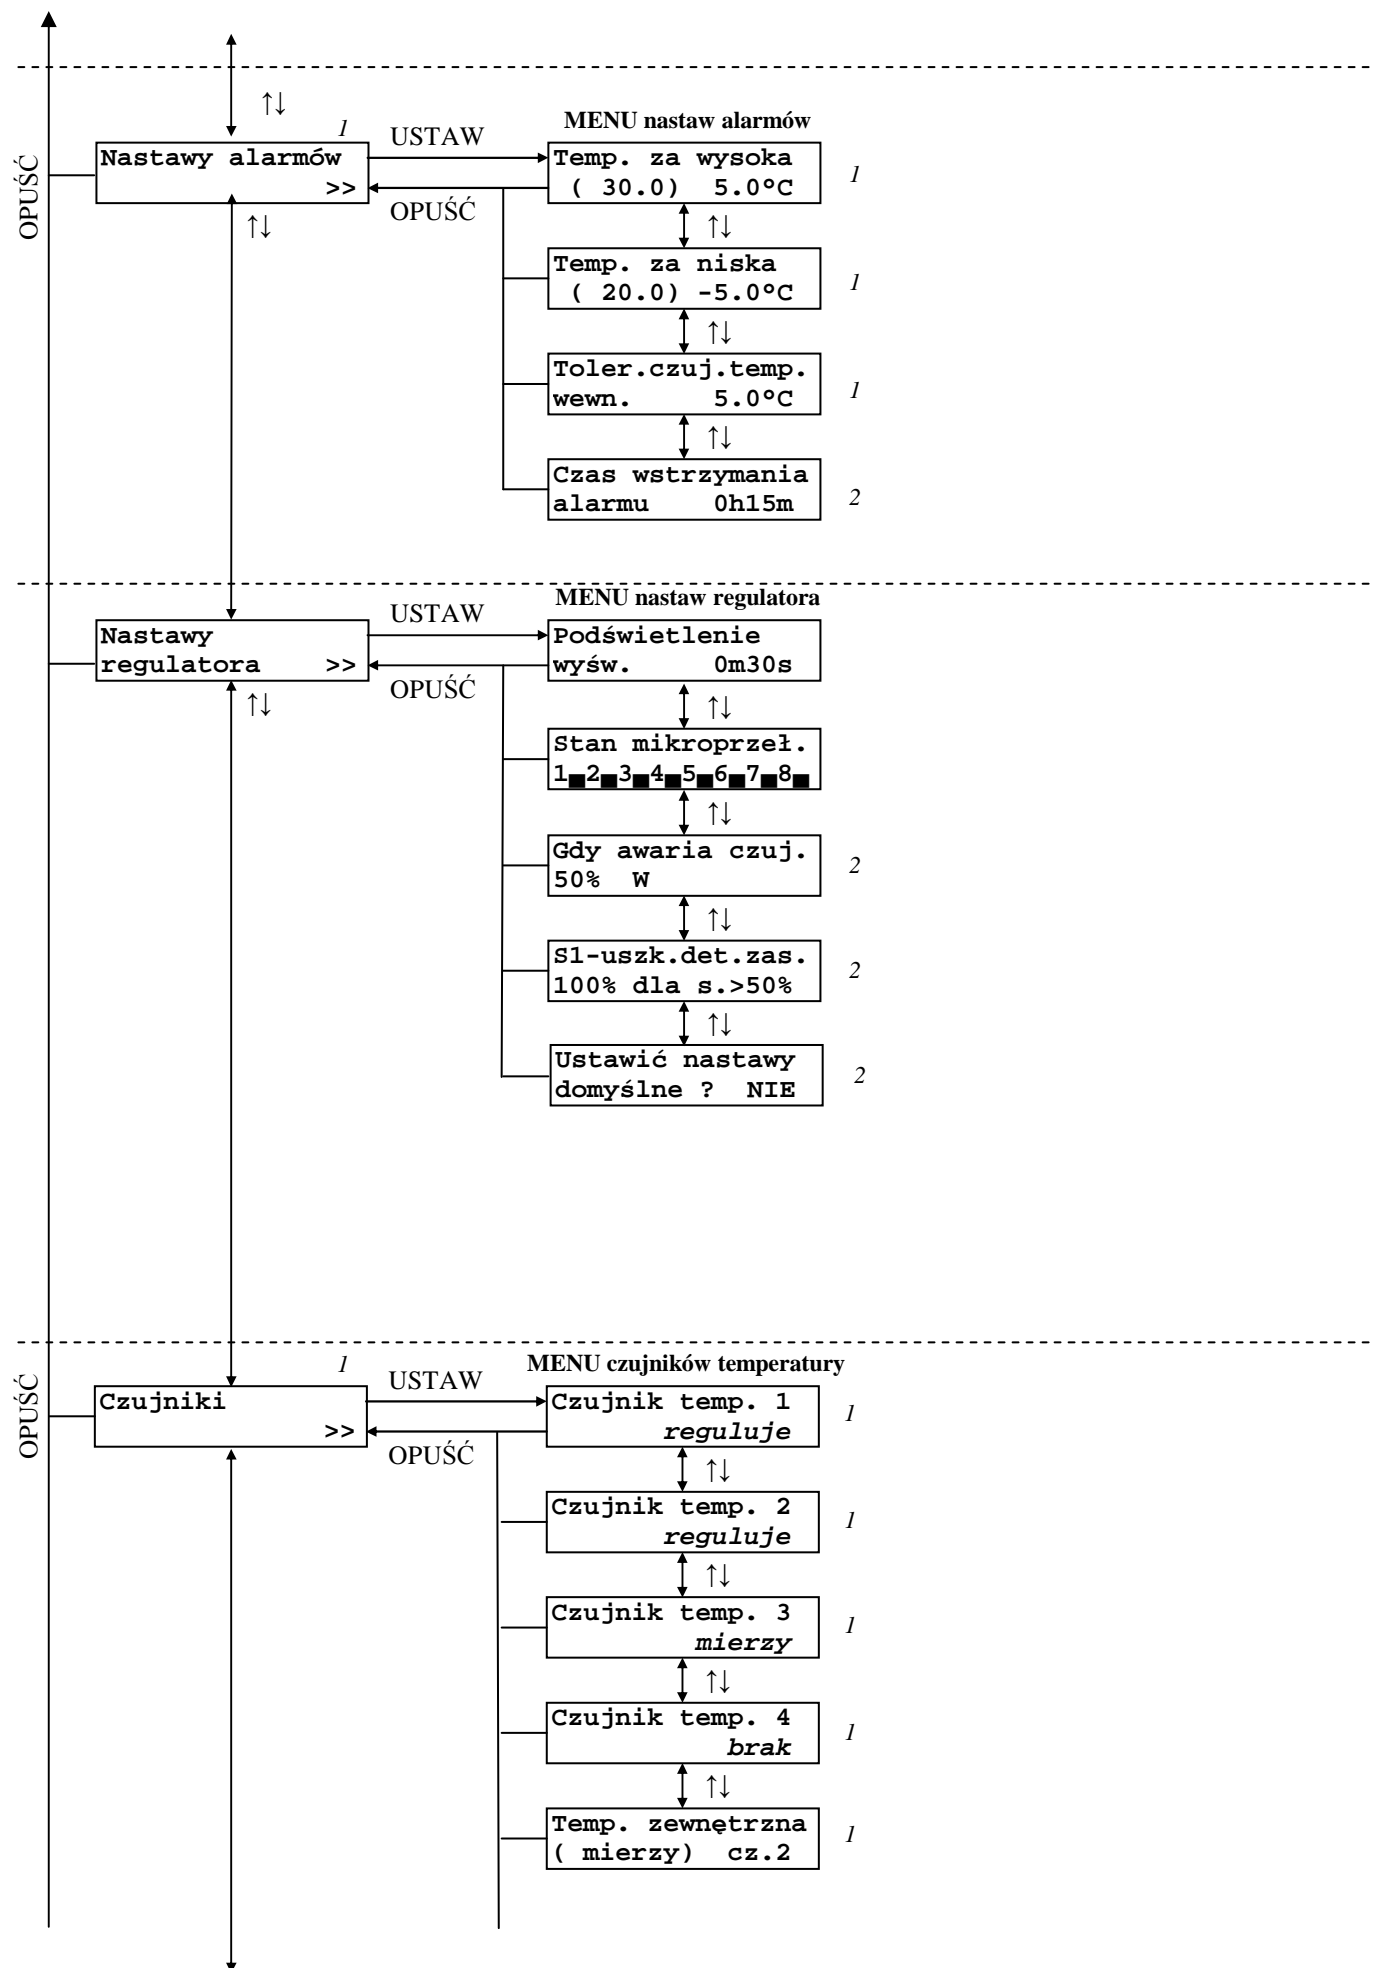 ↑↓
1
USTAW
MENU nastaw alarmów
OPUŚĆ
Nastawy alarmów
>>
OPUŚĆ
↑↓
Temp. za wysoka
( 30.0) 5.0°C
1
↑↓
Temp. za niska
( 20.0) -5.0°C
1
↑↓
Toler.czuj.temp.
wewn. 5.0°C
1
↑↓
Czas wstrzymania
alarmu 0h15m
2
MENU nastaw regulatora
USTAW
Nastawy
regulatora >>
OPUŚĆ
↑↓
Podświetlenie
wyśw. 0m30s
↑↓
Stan mikroprzeł.
1▄2▄3▄4▄5▄6▄7▄8▄
↑↓
Gdy awaria czuj.
50% W
2
↑↓
S1-uszk.det.zas.
100% dla s.>50%
2
↑↓
Ustawić nastawy
domyślne ? NIE
2
1
MENU czujników temperatury
USTAW
OPUŚĆ
Czujniki
>>
OPUŚĆ
Czujnik temp. 1
reguluje
1
↑↓
Czujnik temp. 2
reguluje
1
↑↓
Czujnik temp. 3
mierzy
1
↑↓
Czujnik temp. 4
brak
1
↑↓
Temp. zewnętrzna
( mierzy) cz.2
1